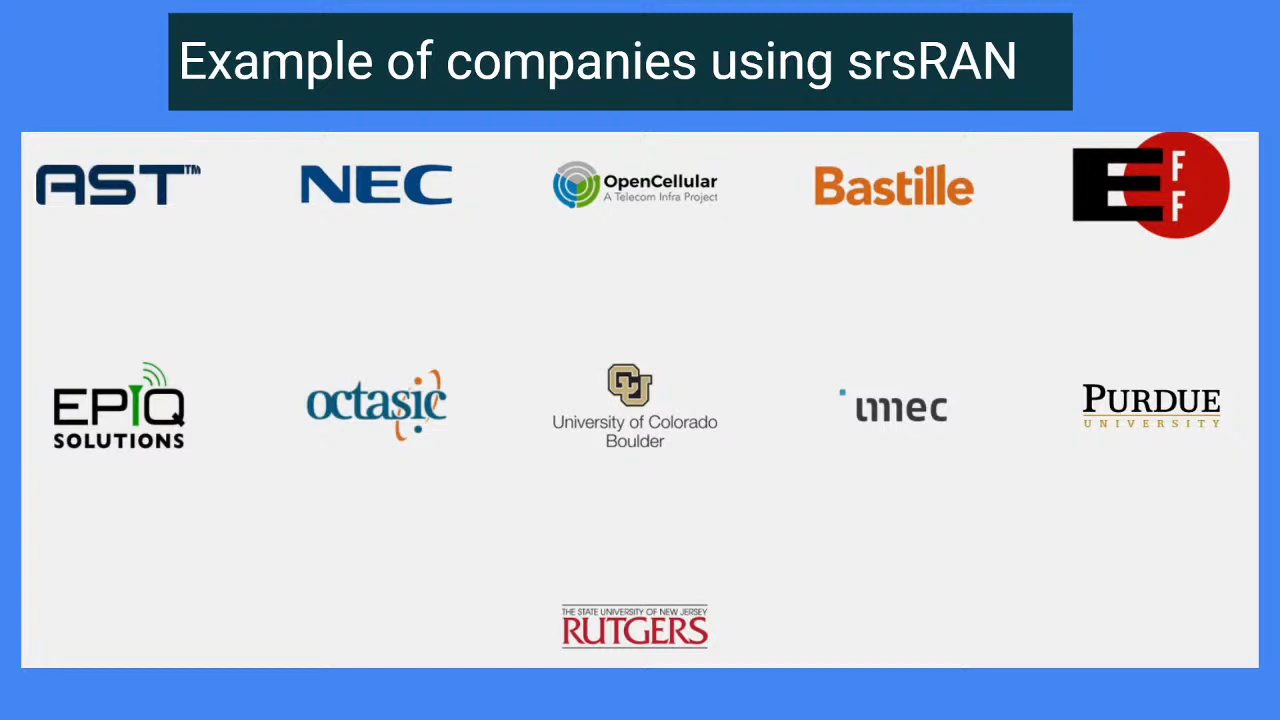 Example of companies using srsRAN
AST™
NEC
OpenCellular
A Telecom Infra Project
Bastille
EFF
EPIQ
SOLUTIONS
octasic
CU
University of Colorado
Boulder
imec
PURDUE
UNIVERSITY
THE STATE UNIVERSITY OF NEW JERSEY
RUTGERS